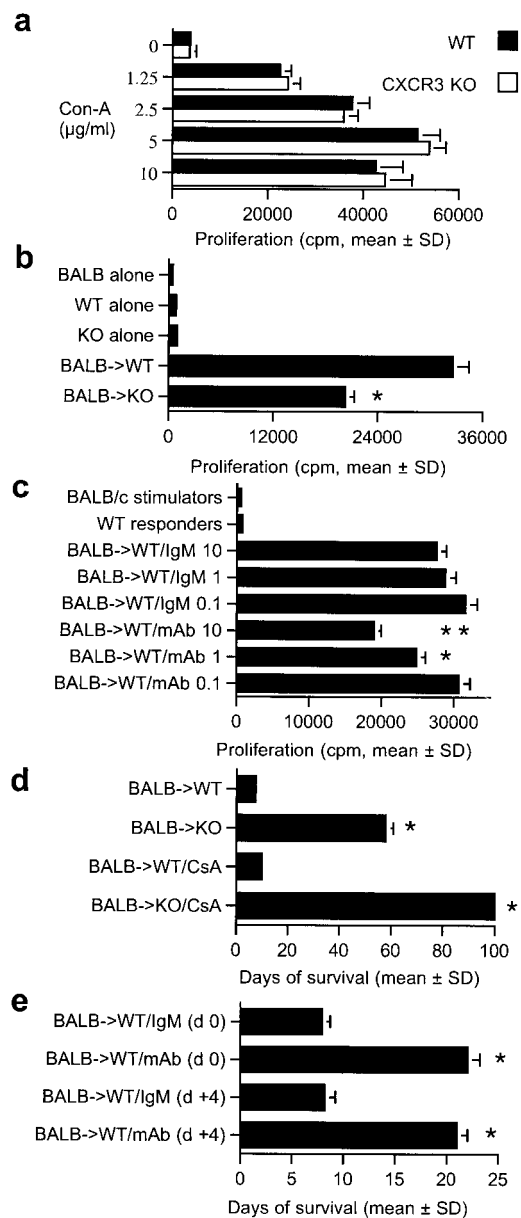 a
WT
CXCR3 KO
Con-A
(μg/ml)
0
1.25
2.5
5
10
0 20000 40000 60000
Proliferation (cpm, mean ± SD)
b
BALB alone
WT alone
KO alone
BALB->WT
BALB->KO *
0 12000 24000 36000
Proliferation (cpm, mean ± SD)
c
BALB/c stimulators
WT responders
BALB->WT/IgM 10
BALB->WT/IgM 1
BALB->WT/IgM 0.1
BALB->WT/mAb 10 * *
BALB->WT/mAb 1 *
BALB->WT/mAb 0.1
0 10000 20000 30000
Proliferation (cpm, mean ± SD)
d
BALB->WT
BALB->KO *
BALB->WT/CsA
BALB->KO/CsA *
0 20 40 60 80 100
Days of survival (mean ± SD)
e
BALB->WT/IgM (d 0)
BALB->WT/mAb (d 0) *
BALB->WT/IgM (d +4)
BALB->WT/mAb (d +4) *
0 5 10 15 20 25
Days of survival (mean ± SD)